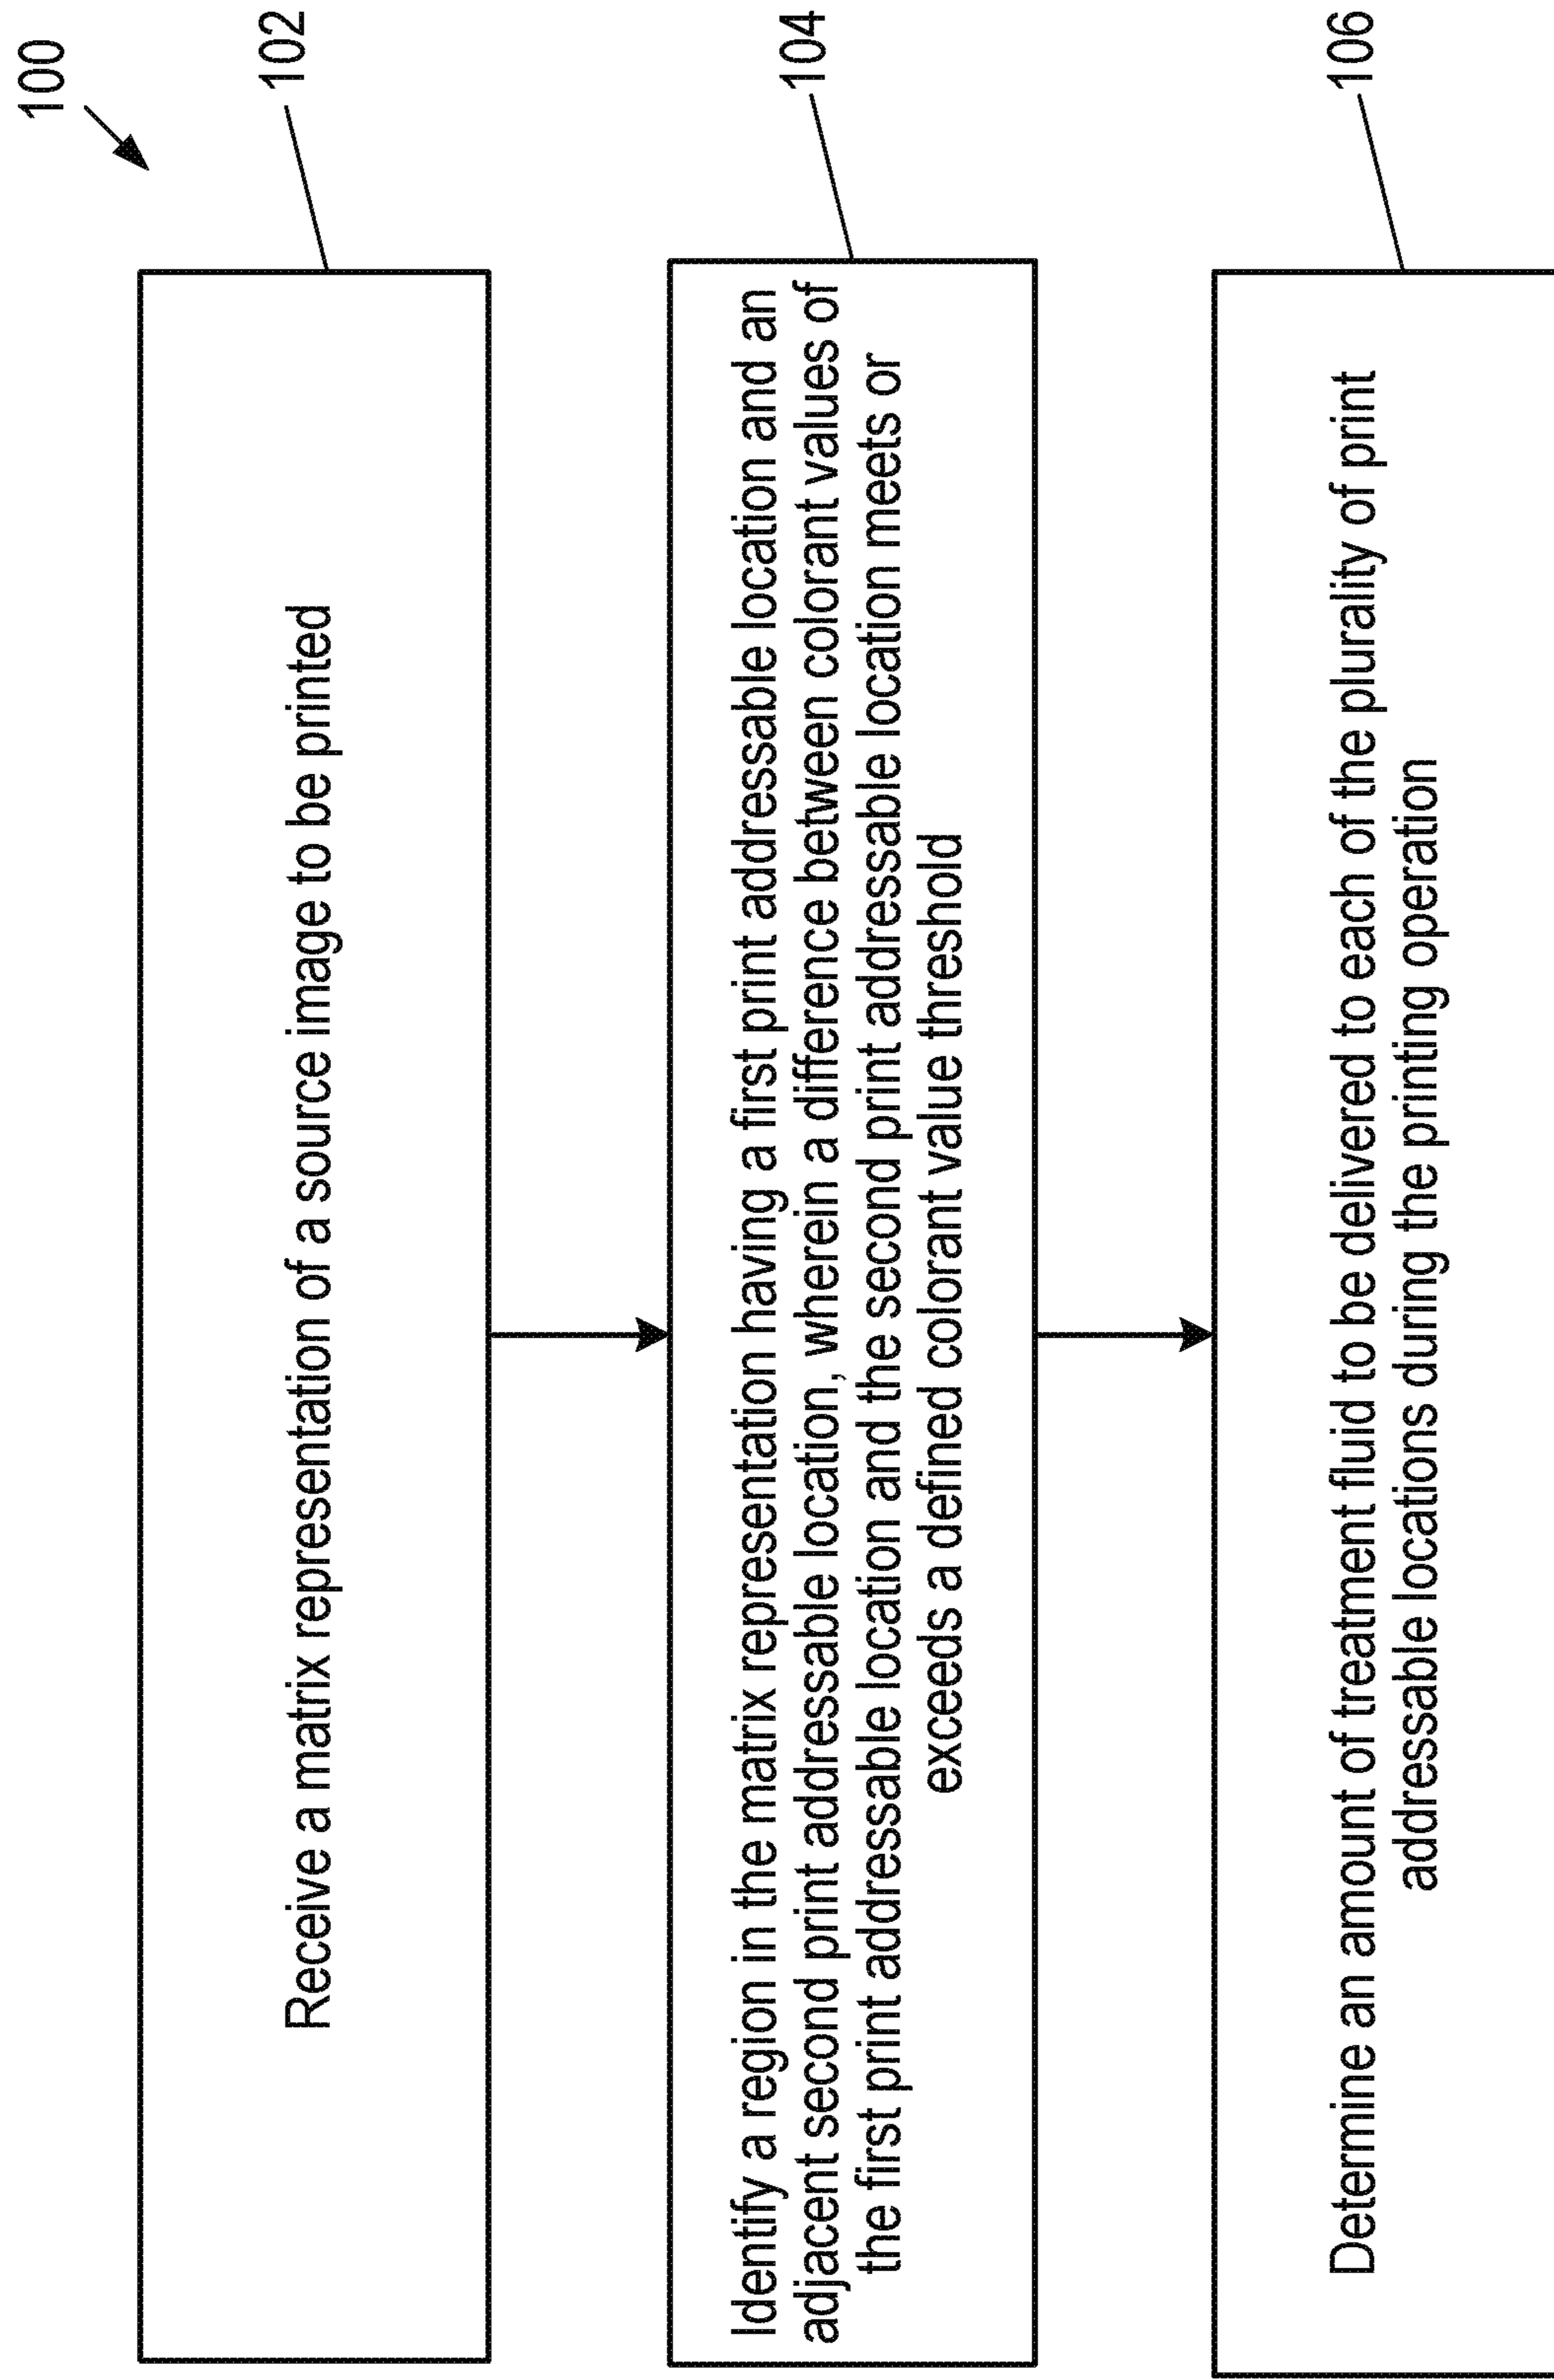 100
102
Receive a matrix representation of a source image to be printed
104
Identify a region in the matrix representation having a first print addressable location and an
adjacent second print addressable location, wherein a difference between colorant values of
the first print addressable location and the second print addressable location meets or
exceeds a defined colorant value threshold
106
Determine an amount of treatment fluid to be delivered to each of the plurality of print
addressable locations during the printing operation